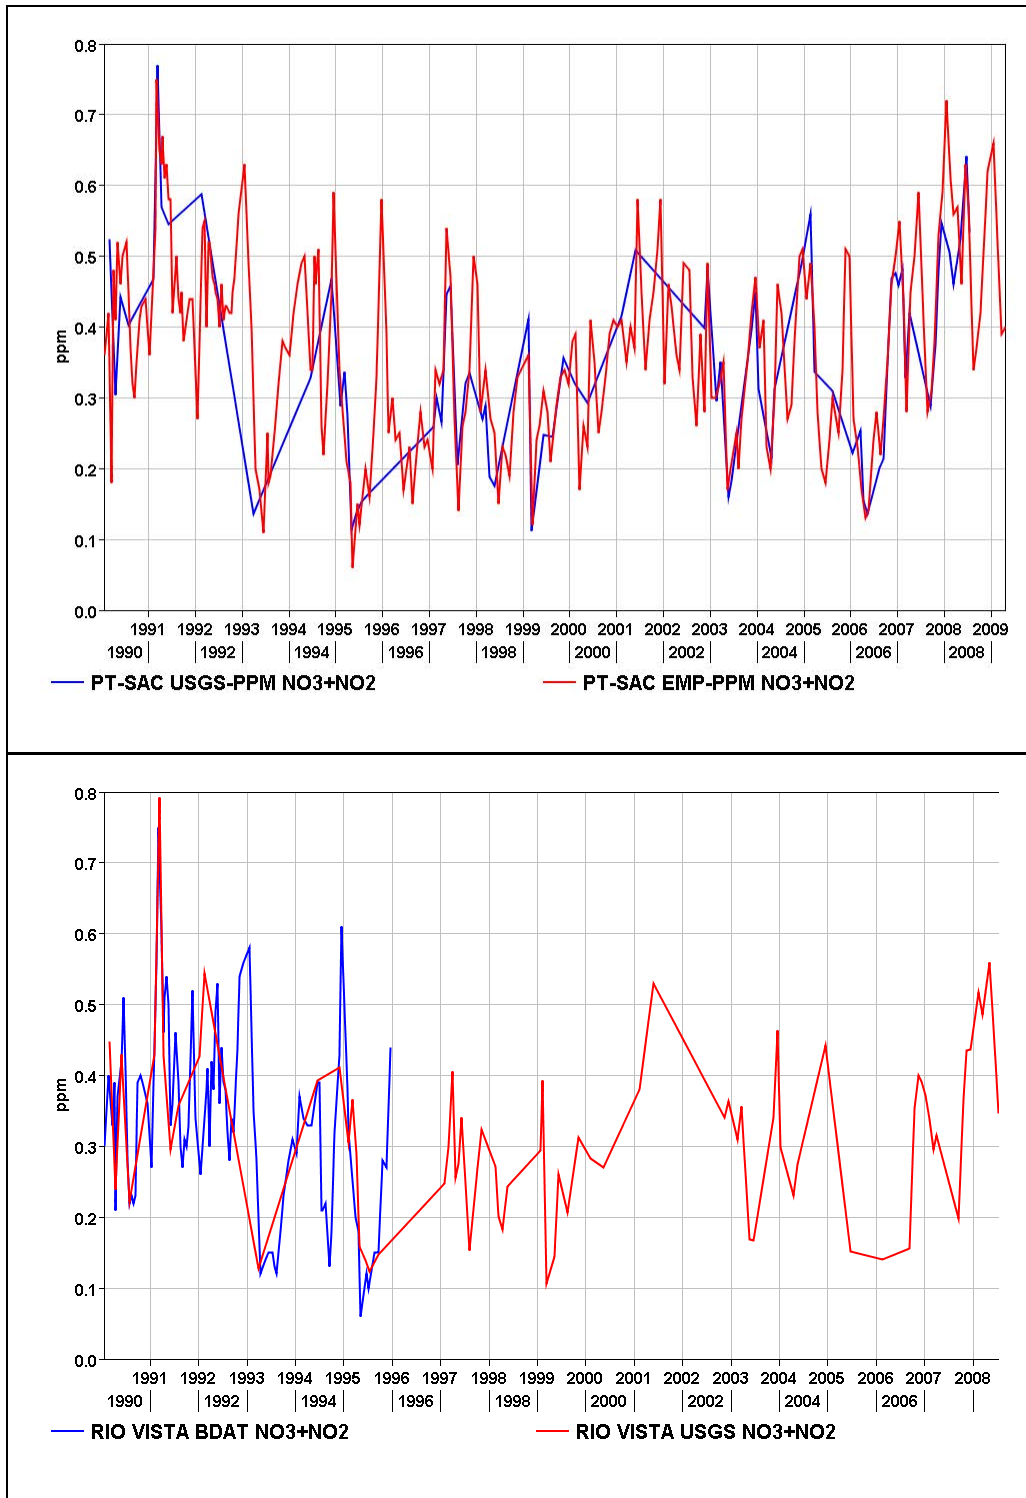 0.8
0.7
0.6
0.5
0.4
0.3
0.2
0.1
0.0
ppm
1991 1992 1993 1994 1995 1996 1997 1998 1999 2000 2001 2002 2003 2004 2005 2006 2007 2008 2009
1990 1992 1994 1996 1998 2000 2002 2004 2006 2008
PT-SAC USGS-PPM NO3+NO2 PT-SAC EMP-PPM NO3+NO2
0.8
0.7
0.6
0.5
0.4
0.3
0.2
0.1
0.0
ppm
1991 1992 1993 1994 1995 1996 1997 1998 1999 2000 2001 2002 2003 2004 2005 2006 2007 2008
1990 1992 1994 1996 1998 2000 2002 2004 2006
RIO VISTA BDAT NO3+NO2 RIO VISTA USGS NO3+NO2